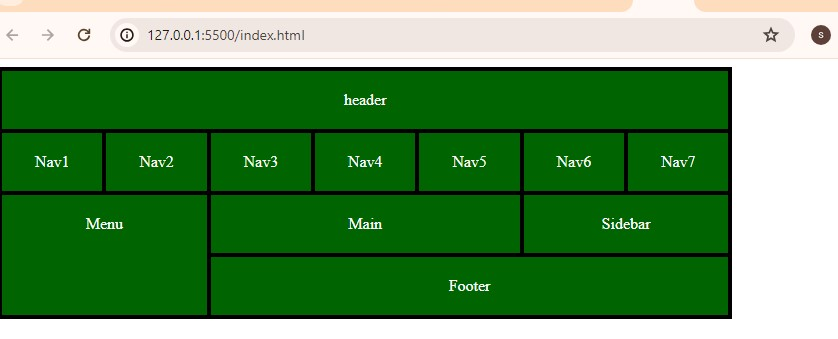 127.0.0.1:5500/index.html
S
header
Nav1 Nav2 Nav3 Nav4 Nav5 Nav6 Nav7
Menu Main Sidebar
Footer